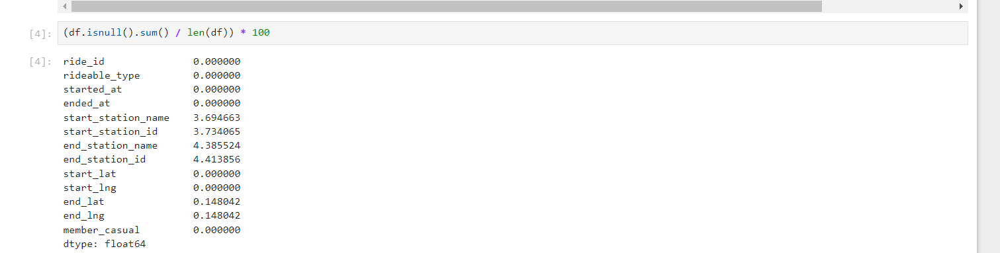 [4]: (df.isnull().sum() / len(df)) * 100
[4]: ride_id 0.000000
rideable_type 0.000000
started_at 0.000000
ended_at 0.000000
start_station_name 3.694663
start_station_id 3.734065
end_station_name 4.385524
end_station_id 4.413856
start_lat 0.000000
start_lng 0.000000
end_lat 0.148042
end_lng 0.148042
member_casual 0.000000
dtype: float64